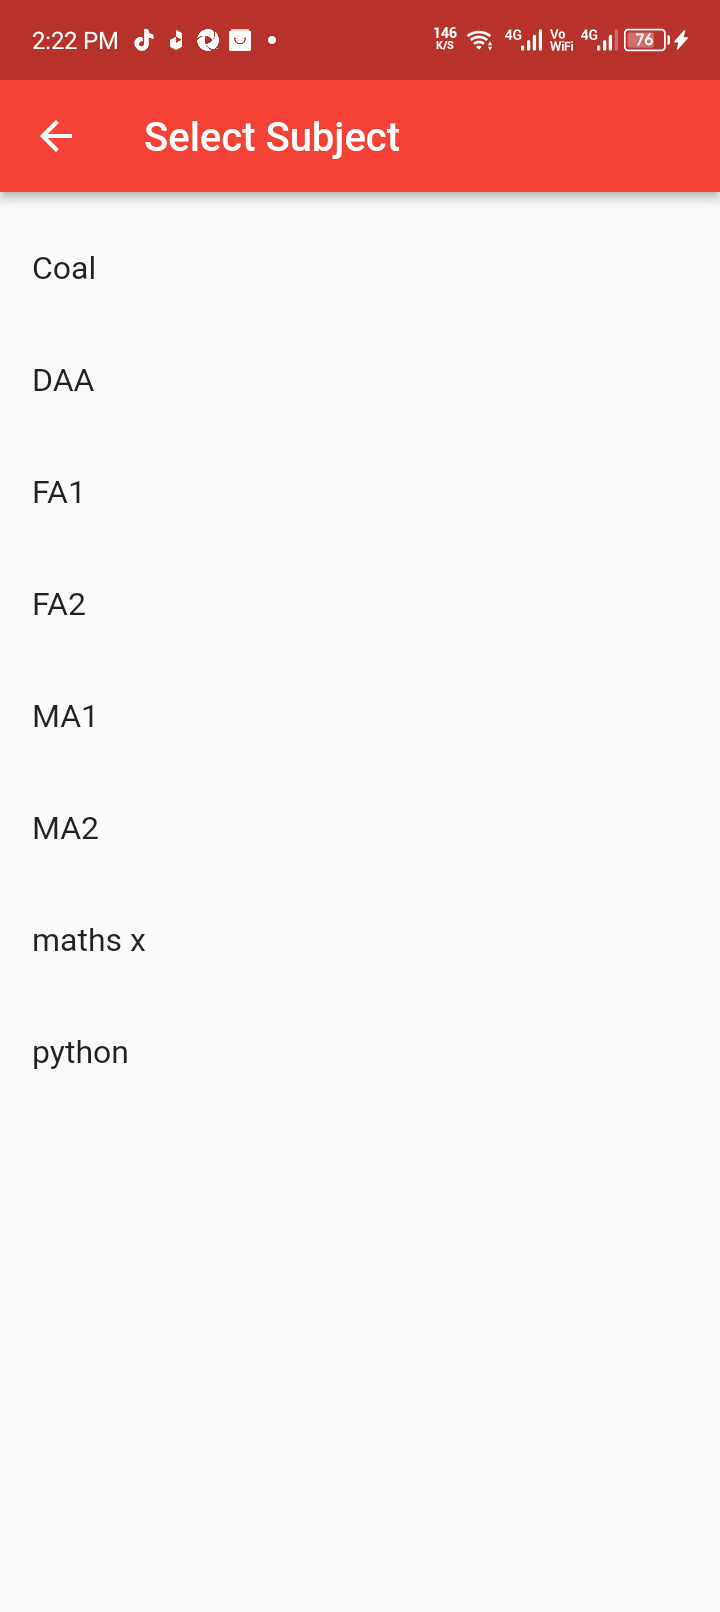 2:22 PM
146 K/S 4G Vo WiFi 4G 76
Select Subject
Coal
DAA
FA1
FA2
MA1
MA2
maths x
python